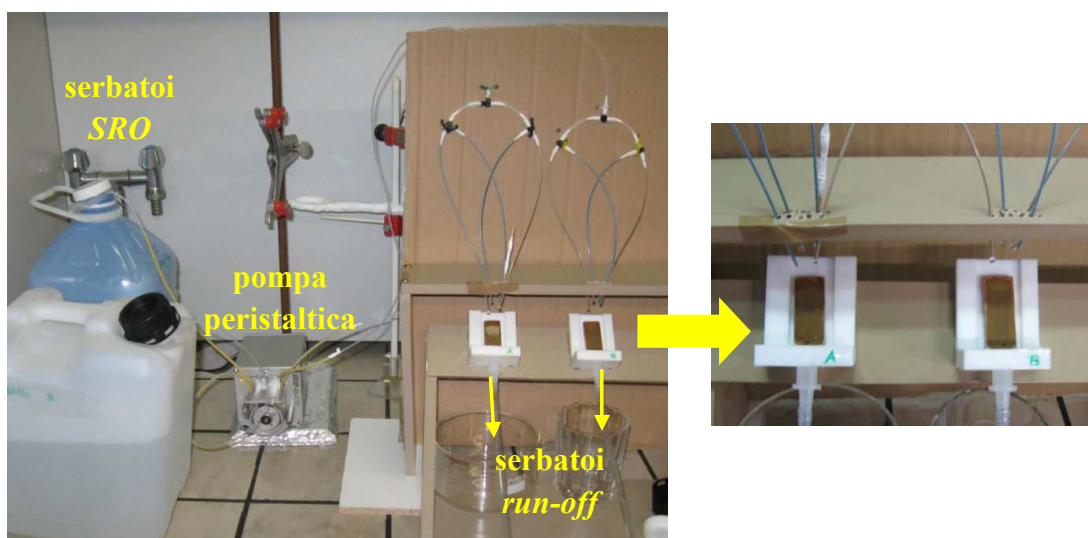 serbatoi
SRO
pompa
peristaltica
A
B
serbatoi
run-off
A
B